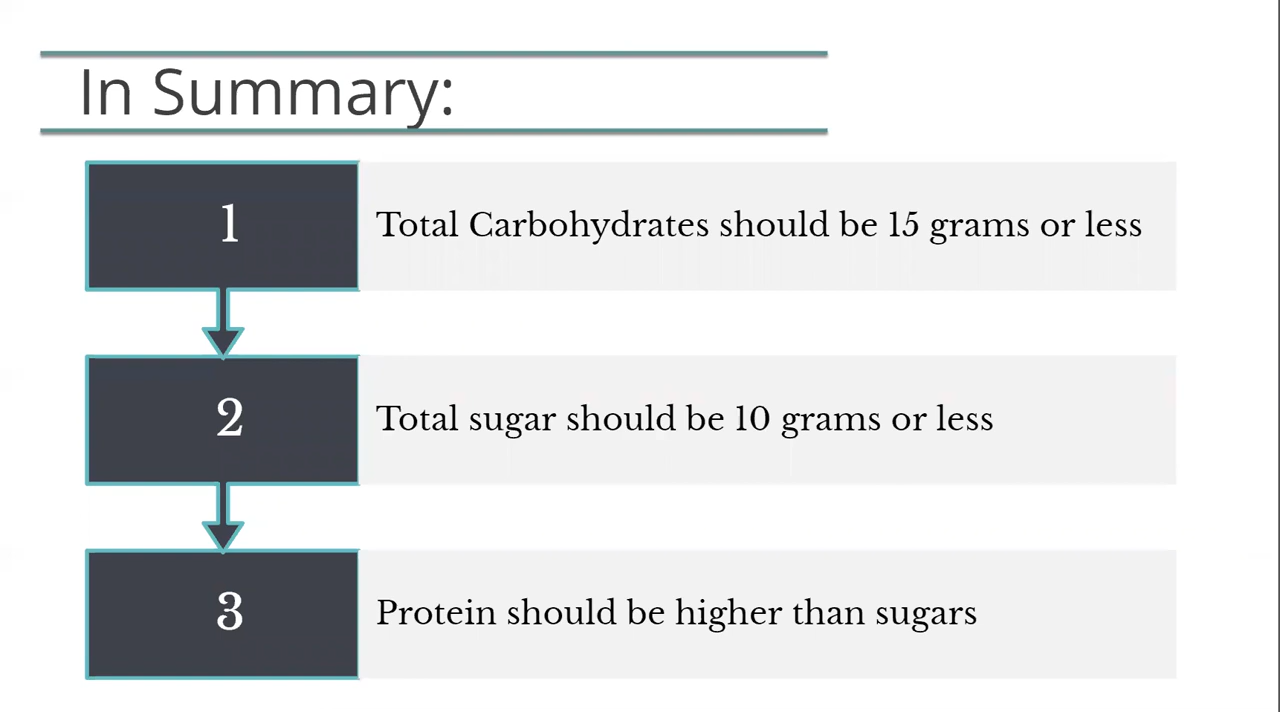 In Summary:
1
Total Carbohydrates should be 15 grams or less
2
Total sugar should be 10 grams or less
3
Protein should be higher than sugars